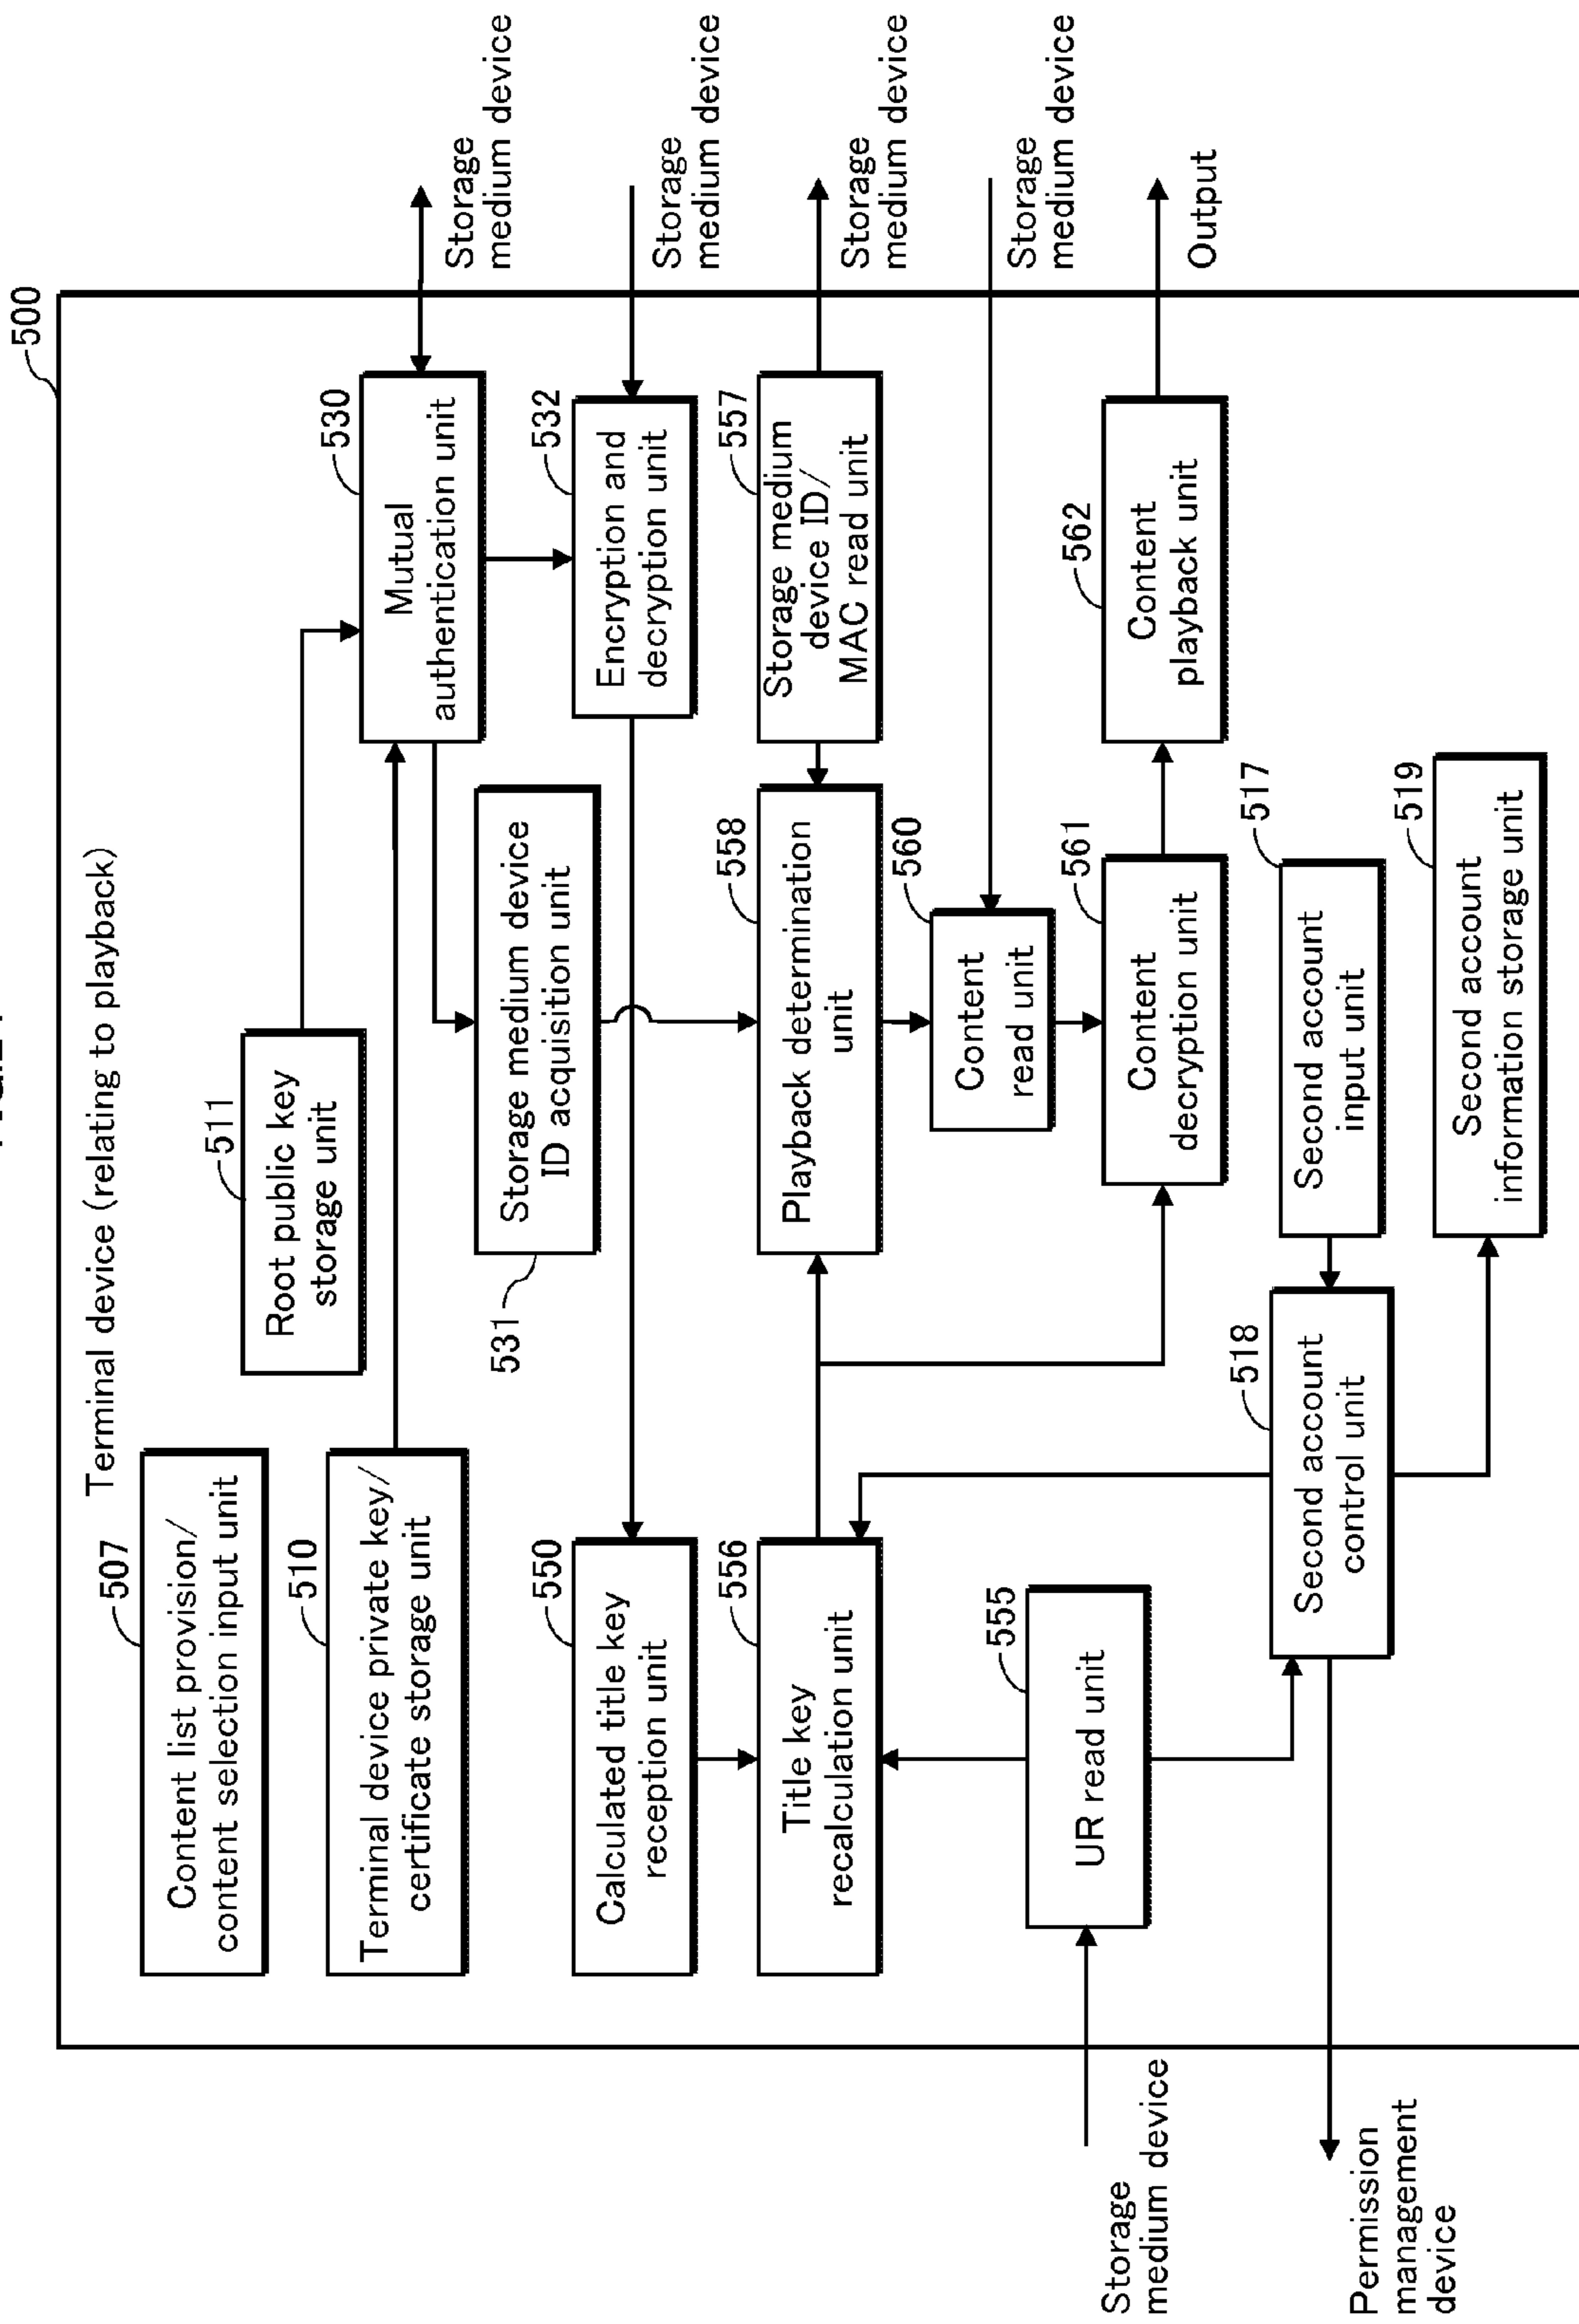 500
Terminal device (relating to playback)
507
Content list provision/
content selection input unit
510
Terminal device private key/
certificate storage unit
511
Root public key
storage unit
530
Mutual
authentication unit
Storage
medium device
531
Storage medium device
ID acquisition unit
532
Encryption and
decryption unit
Storage
medium device
550
Calculated title key
reception unit
556
Title key
recalculation unit
558
Playback determination
unit
557
Storage medium
device ID/
MAC read unit
Storage
medium device
560
Content
read unit
Storage
medium device
555
UR read unit
Storage
medium device
561
Content
decryption unit
562
Content
playback unit
Output
517
Second account
input unit
518
Second account
control unit
Permission
management
device
519
Second account
information storage unit